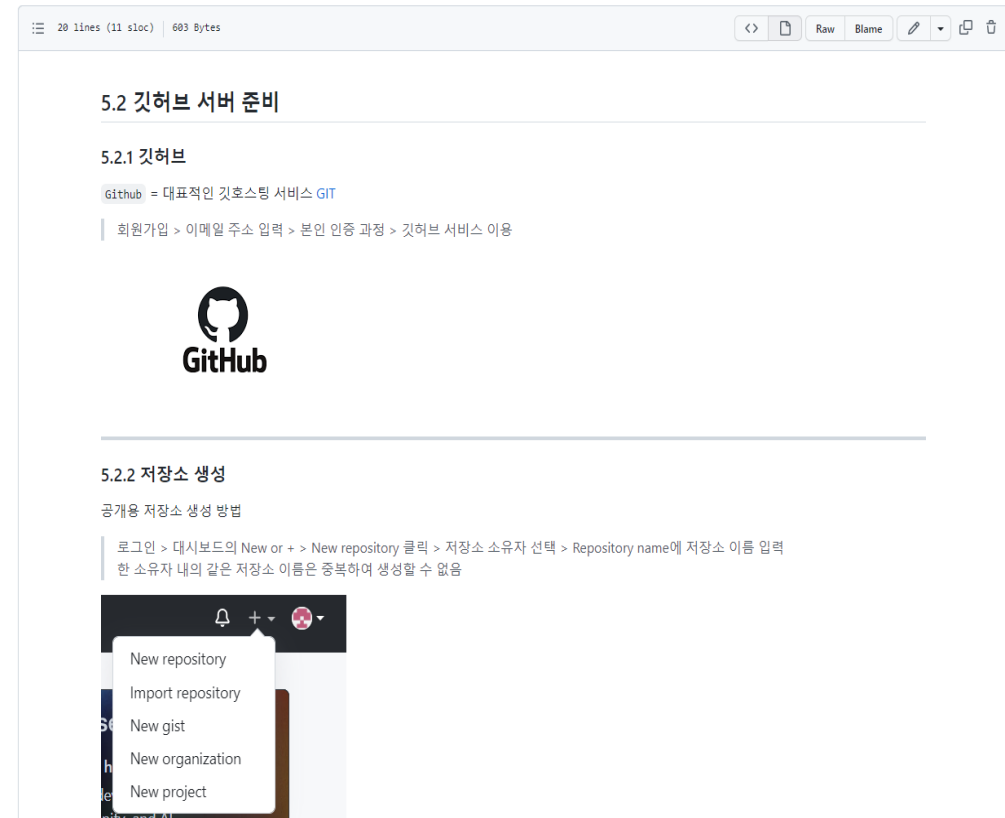 20 lines (11 sloc) 603 Bytes
Raw Blame
5.2 깃허브 서버 준비
5.2.1 깃허브
Github = 대표적인 깃호스팅 서비스 GIT
회원가입 > 이메일 주소 입력 > 본인 인증 과정 > 깃허브 서비스 이용
GitHub
5.2.2 저장소 생성
공개용 저장소 생성 방법
로그인 > 대시보드의 New or + > New repository 클릭 > 저장소 소유자 선택 > Repository name에 저장소 이름 입력
한 소유자 내의 같은 저장소 이름은 중복하여 생성할 수 없음
New repository
Import repository
New gist
New organization
New project